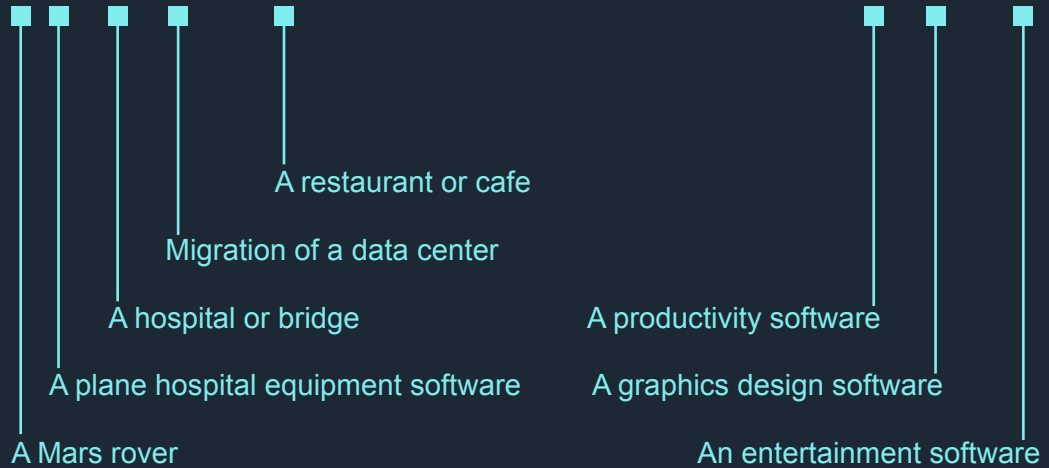 A restaurant or cafe
Migration of a data center
A hospital or bridge
A productivity software
A plane hospital equipment software
A graphics design software
A Mars rover
An entertainment software